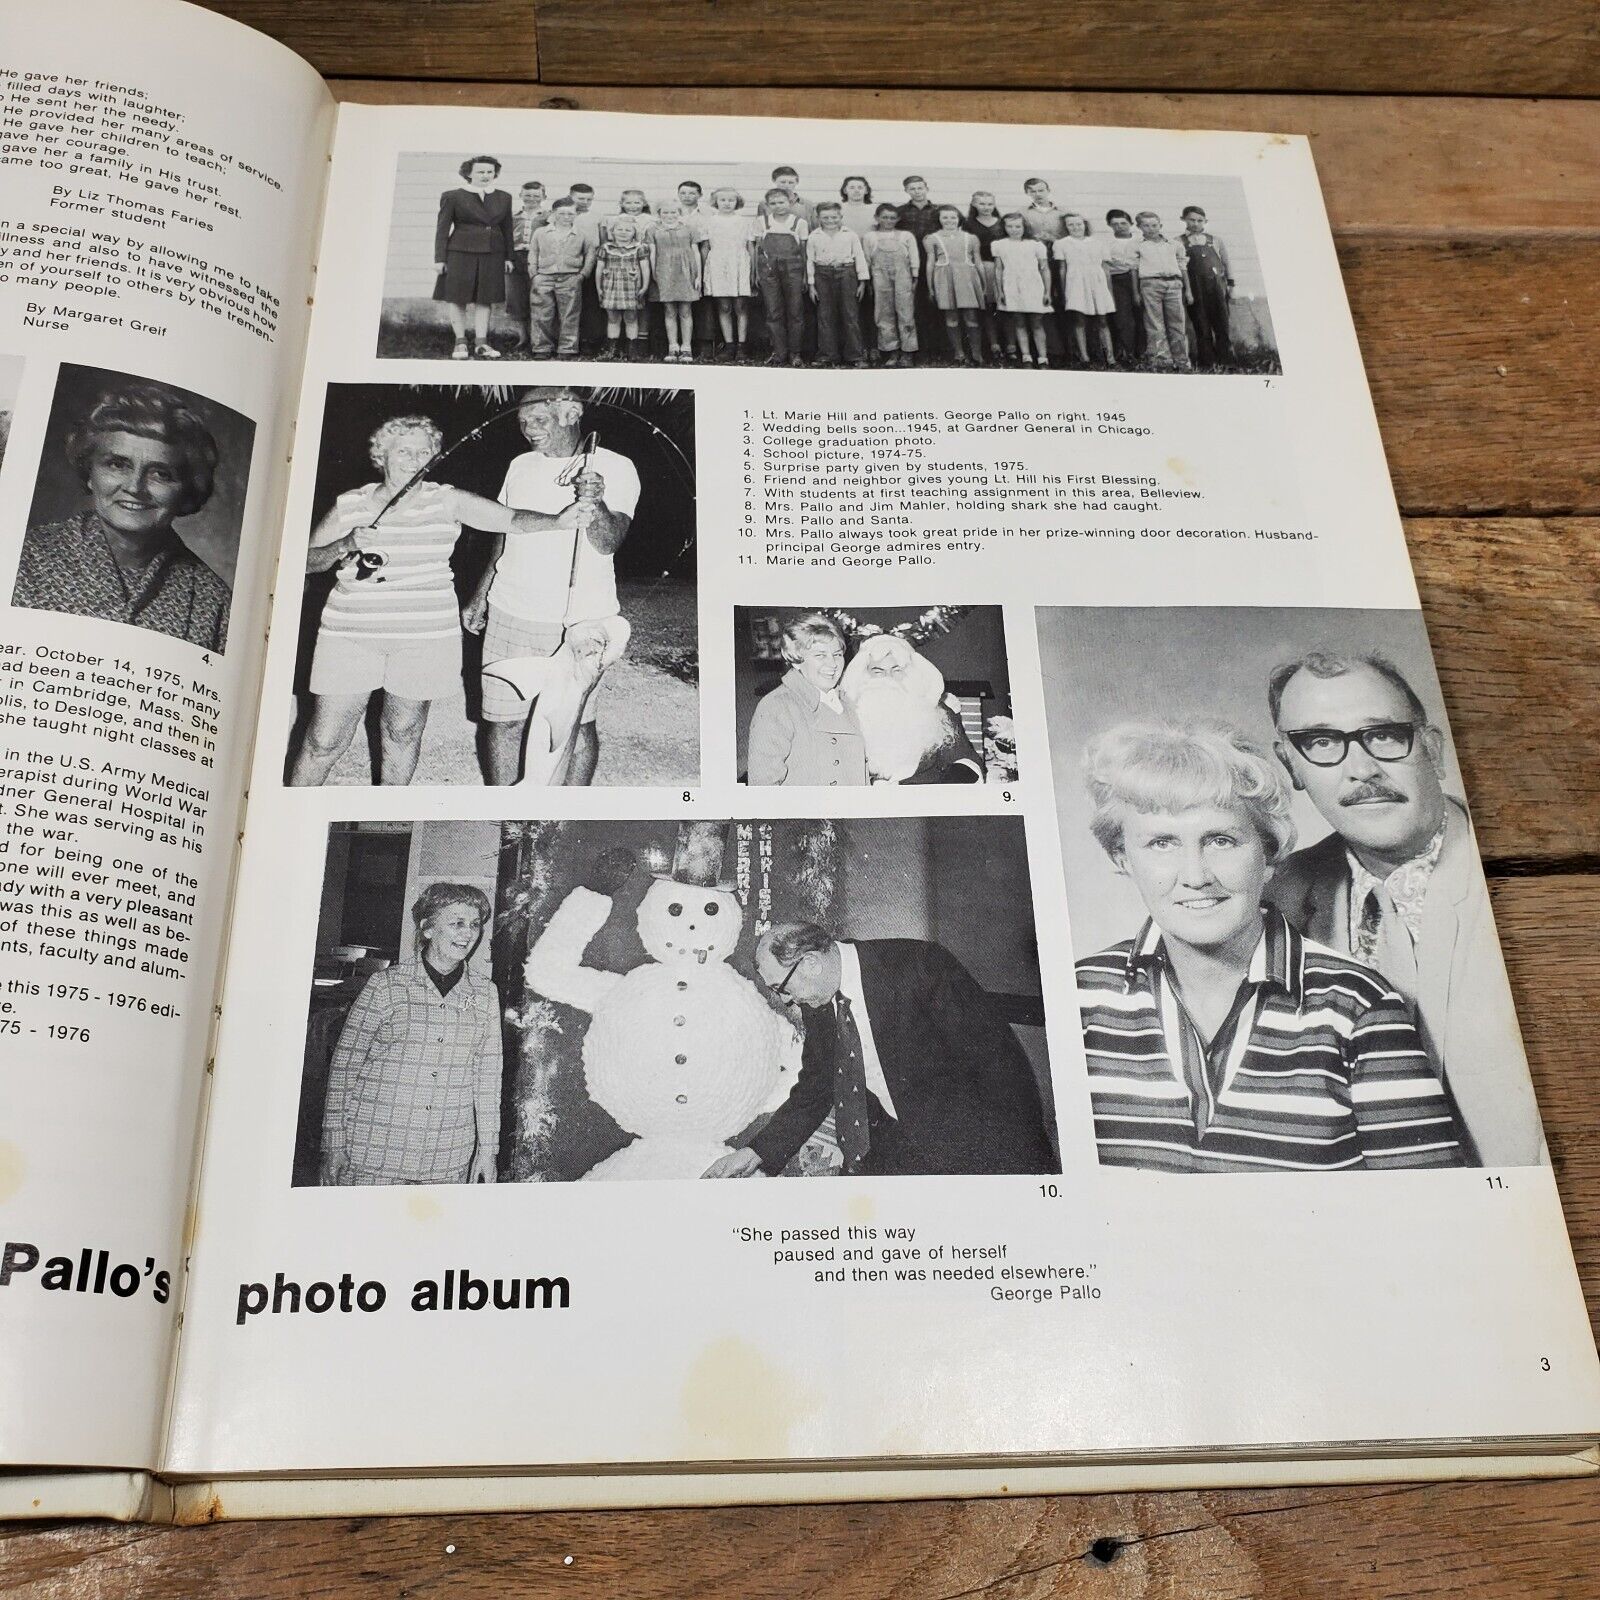 He gave her friends;
filled days with laughter;
He sent her the needy.
He provided her many areas of service.
He gave her children to teach;
gave her courage.
gave her a family in His trust.
came too great, He gave her rest.
By Liz Thomas Faries
Former student
n a special way by allowing me to take
illness and also to have witnessed the
y and her friends. It is very obvious how
en of yourself to others by the tremen-
o many people.
By Margaret Greif
Nurse
4.
ear. October 14, 1975, Mrs.
had been a teacher for many
r in Cambridge, Mass. She
olis, to Desloge, and then in
she taught night classes at
in the U.S. Army Medical
erapist during World War
dner General Hospital in
t. She was serving as his
the war.
d for being one of the
one will ever meet, and
ady with a very pleasant
was this as well as be-
of these things made
nts, faculty and alum-
e this 1975 - 1976 edi-
re.
75 - 1976
Pallo's
7.
1. Lt. Marie Hill and patients. George Pallo on right. 1945
2. Wedding bells soon...1945, at Gardner General in Chicago.
3. College graduation photo.
4. School picture, 1974-75.
5. Surprise party given by students, 1975.
6. Friend and neighbor gives young Lt. Hill his First Blessing.
7. With students at first teaching assignment in this area, Belleview.
8. Mrs. Pallo and Jim Mahler, holding shark she had caught.
9. Mrs. Pallo and Santa.
10. Mrs. Pallo always took great pride in her prize-winning door decoration. Husband-
principal George admires entry.
11. Marie and George Pallo.
8.
9.
MERRY
CHRISTM
10.
11.
"She passed this way
paused and gave of herself
and then was needed elsewhere."
George Pallo
photo album
3